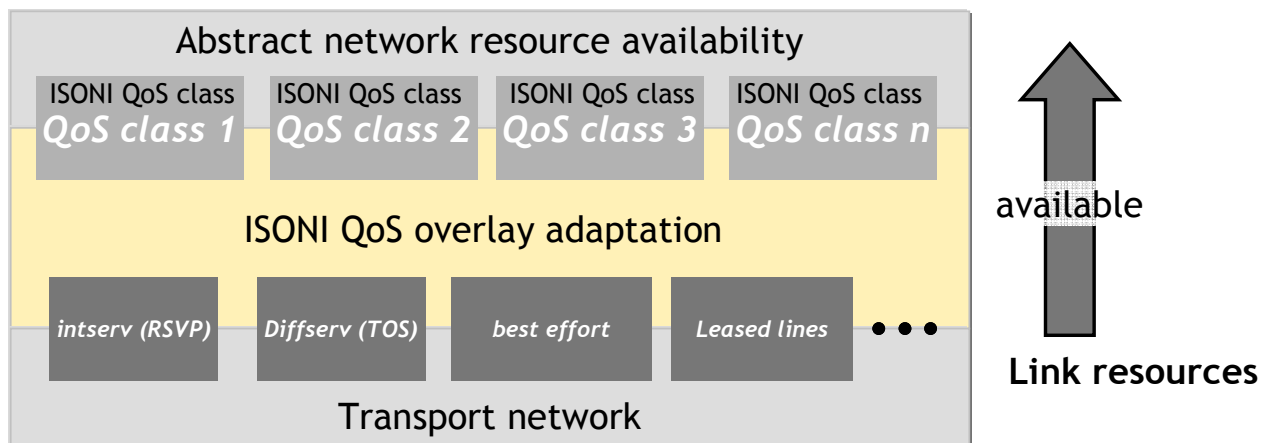 Abstract network resource availability
ISONI QoS class
QoS class 1
ISONI QoS class
QoS class 2
ISONI QoS class
QoS class 3
ISONI QoS class
QoS class n
available
ISONI QoS overlay adaptation
intserv (RSVP)
Diffserv (TOS)
best effort
Leased lines
Link resources
Transport network